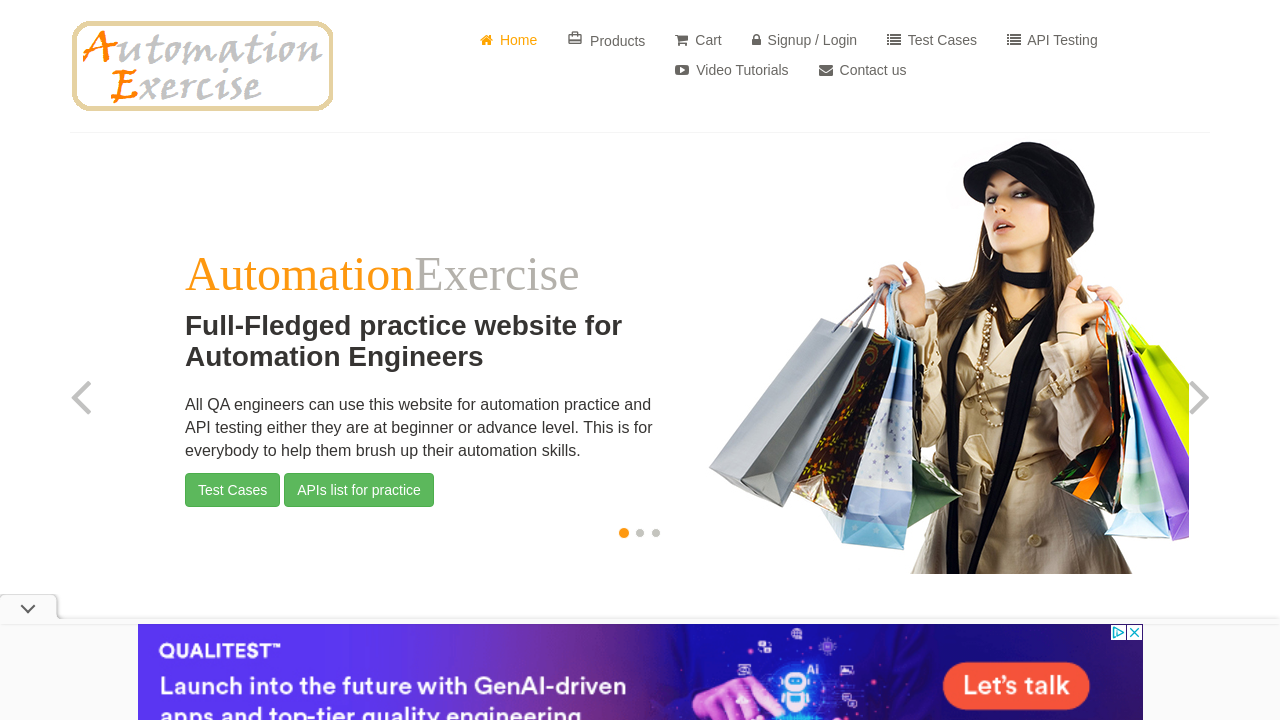 Automation
Exercise
Home Products Cart Signup / Login Test Cases API Testing
Video Tutorials Contact us
AutomationExercise
Full-Fledged practice website for
Automation Engineers
All QA engineers can use this website for automation practice and
API testing either they are at beginner or advance level. This is for
everybody to help them brush up their automation skills.
Test Cases APIs list for practice
QUALITEST™
Launch into the future with GenAI-driven
apps and top-tier quality engineering
Ai
Let's talk